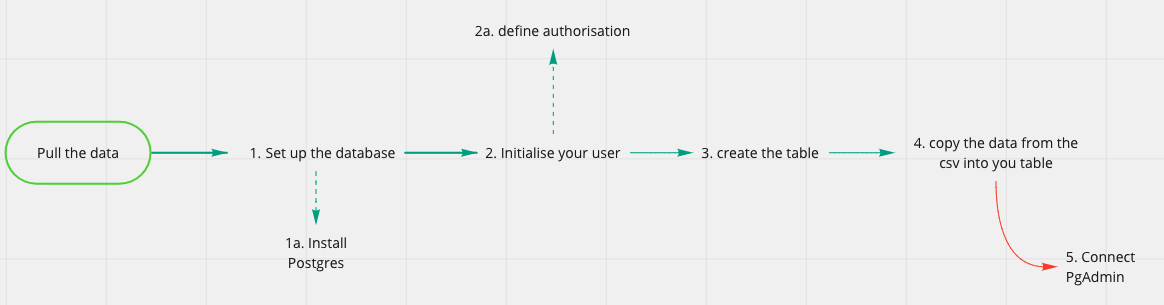 2a. define authorisation
Pull the data
1. Set up the database
2. Initialise your user
3. create the table
4. copy the data from the
csv into you table
1a. Install
Postgres
5. Connect
PgAdmin